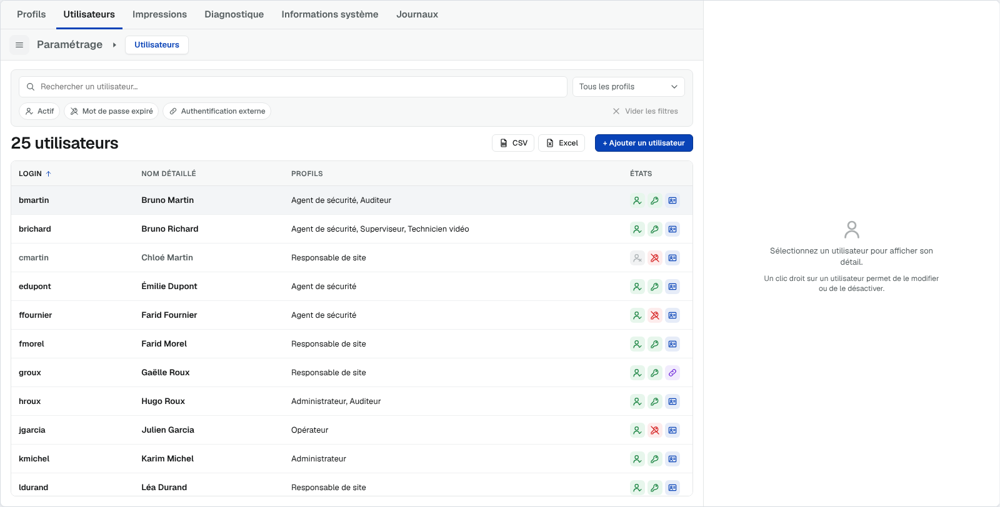 Profils Utilisateurs Impressions Diagnostique Informations système Journaux
Paramétrage Utilisateurs
Rechercher un utilisateur... Tous les profils
Actif Mot de passe expiré Authentification externe Vider les filtres
25 utilisateurs CSV Excel + Ajouter un utilisateur
LOGIN NOM DÉTAILLÉ PROFILS ÉTATS
bmartin Bruno Martin Agent de sécurité, Auditeur
brichard Bruno Richard Agent de sécurité, Superviseur, Technicien vidéo
cmartin Chloé Martin Responsable de site
edupont Émilie Dupont Agent de sécurité
ffournier Farid Fournier Agent de sécurité
fmorel Farid Morel Responsable de site
groux Gaëlle Roux Responsable de site
hroux Hugo Roux Administrateur, Auditeur
jgarcia Julien Garcia Opérateur
kmichel Karim Michel Administrateur
ldurand Léa Durand Responsable de site
Sélectionnez un utilisateur pour afficher son
détail.
Un clic droit sur un utilisateur permet de le modifier
ou de le désactiver.